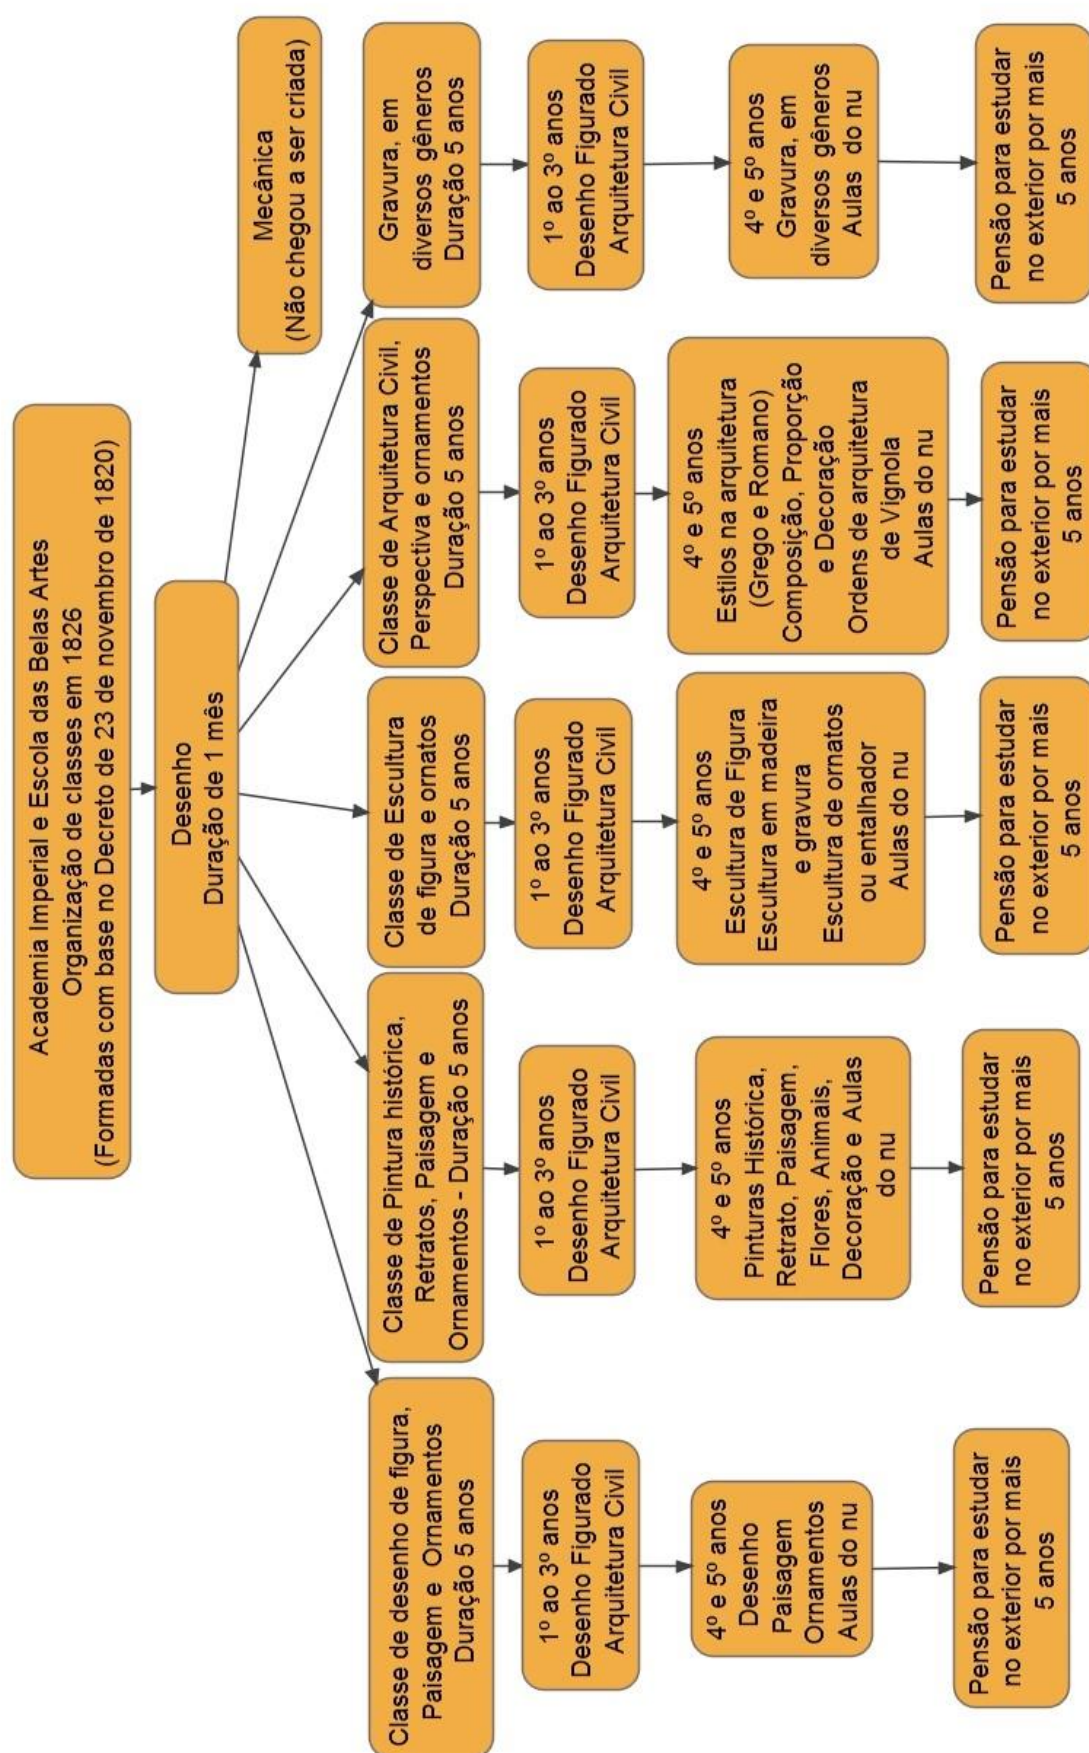 Academia Imperial e Escola das Belas Artes
Organização de classes em 1826
(Formadas com base no Decreto de 23 de novembro de 1820)
Desenho
Duração de 1 mês
Classe de desenho de figura,
Paisagem e Ornamentos
Duração 5 anos
1º ao 3º anos
Desenho Figurado
Arquitetura Civil
4º e 5º anos
Desenho
Paisagem
Ornamentos
Aulas do nu
Pensão para estudar
no exterior por mais
5 anos
Classe de Pintura histórica,
Retratos, Paisagem e
Ornamentos - Duração 5 anos
1º ao 3º anos
Desenho Figurado
Arquitetura Civil
4º e 5º anos
Pinturas Histórica,
Retrato, Paisagem,
Flores, Animais,
Decoração e Aulas
do nu
Pensão para estudar
no exterior por mais
5 anos
Classe de Escultura
de figura e ornatos
Duração 5 anos
1º ao 3º anos
Desenho Figurado
Arquitetura Civil
4º e 5º anos
Escultura de Figura
Escultura em madeira
e gravura
Escultura de ornatos
ou entalhador
Aulas do nu
Pensão para estudar
no exterior por mais
5 anos
Classe de Arquitetura Civil,
Perspectiva e ornamentos
Duração 5 anos
1º ao 3º anos
Desenho Figurado
Arquitetura Civil
4º e 5º anos
Estilos na arquitetura
(Grego e Romano)
Composição, Proporção
e Decoração
Ordens de arquitetura
de Vignola
Aulas do nu
Pensão para estudar
no exterior por mais
5 anos
Gravura, em
diversos gêneros
Duração 5 anos
1º ao 3º anos
Desenho Figurado
Arquitetura Civil
4º e 5º anos
Gravura, em
diversos gêneros
Aulas do nu
Pensão para estudar
no exterior por mais
5 anos
Mecânica
(Não chegou a ser criada)